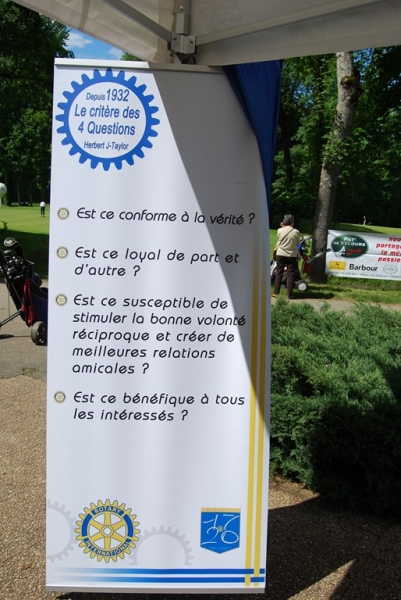 Depuis 1932
Le critère des
4 Questions
Herbert J-Taylor
Est ce conforme à la vérité ?
Est ce loyal de part et
d'autre ?
Est ce susceptible de
stimuler la bonne volonté
réciproque et créer de
meilleures relations
amicales ?
Est ce bénéfique à tous
les intéressés ?
ROTARY
INTERNATIONAL
Barbour